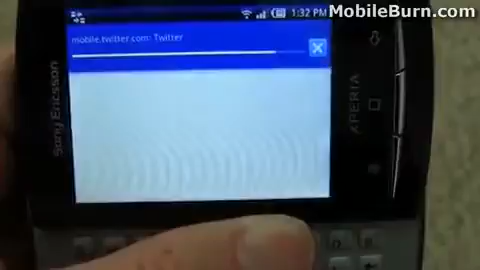 MobileBurn.com
1:32 PM
mobile.twitter.com: Twitter
Sony Ericsson
XPERIA